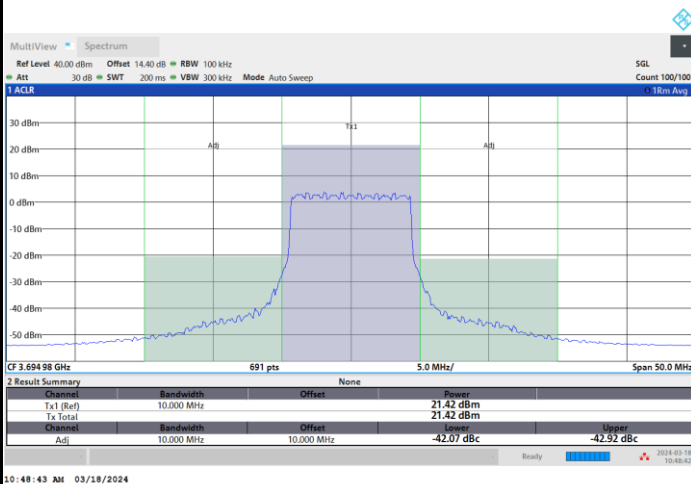 MultiView Spectrum
Ref Level 40.00 dBm Offset 14.40 dB RBW 100 kHz SGL
Att 30 dB SWT 200 ms VBW 300 kHz Mode Auto Sweep Count 100/100
1 ACLR 1Rm Avg
30 dBm
Tx1
20 dBm
Adj Adj
10 dBm
0 dBm
-10 dBm
-20 dBm
-30 dBm
-40 dBm
-50 dBm
CF 3.694 98 GHz 691 pts 5.0 MHz/ Span 50.0 MHz
2 Result Summary None
Channel Bandwidth Offset Power
Tx1 (Ref) 10.000 MHz 21.42 dBm
Tx Total 21.42 dBm
Channel Bandwidth Offset Lower Upper
Adj 10.000 MHz 10.000 MHz -42.07 dBc -42.92 dBc
Ready 2024-03-18
10:48:42
10:48:43 AM 03/18/2024